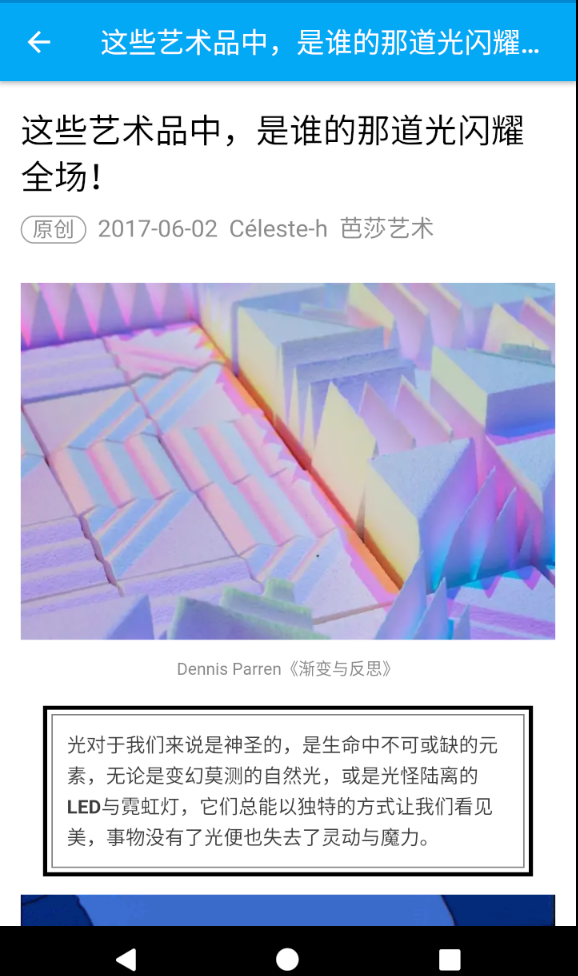 这些艺术品中，是谁的那道光闪耀...
这些艺术品中，是谁的那道光闪耀
全场！
原创 2017-06-02 Céleste-h 芭莎艺术
Dennis Parren《渐变与反思》
光对于我们来说是神圣的，是生命中不可或缺的元
素，无论是变幻莫测的自然光，或是光怪陆离的
LED与霓虹灯，它们总能以独特的方式让我们看见
美，事物没有了光便也失去了灵动与魔力。